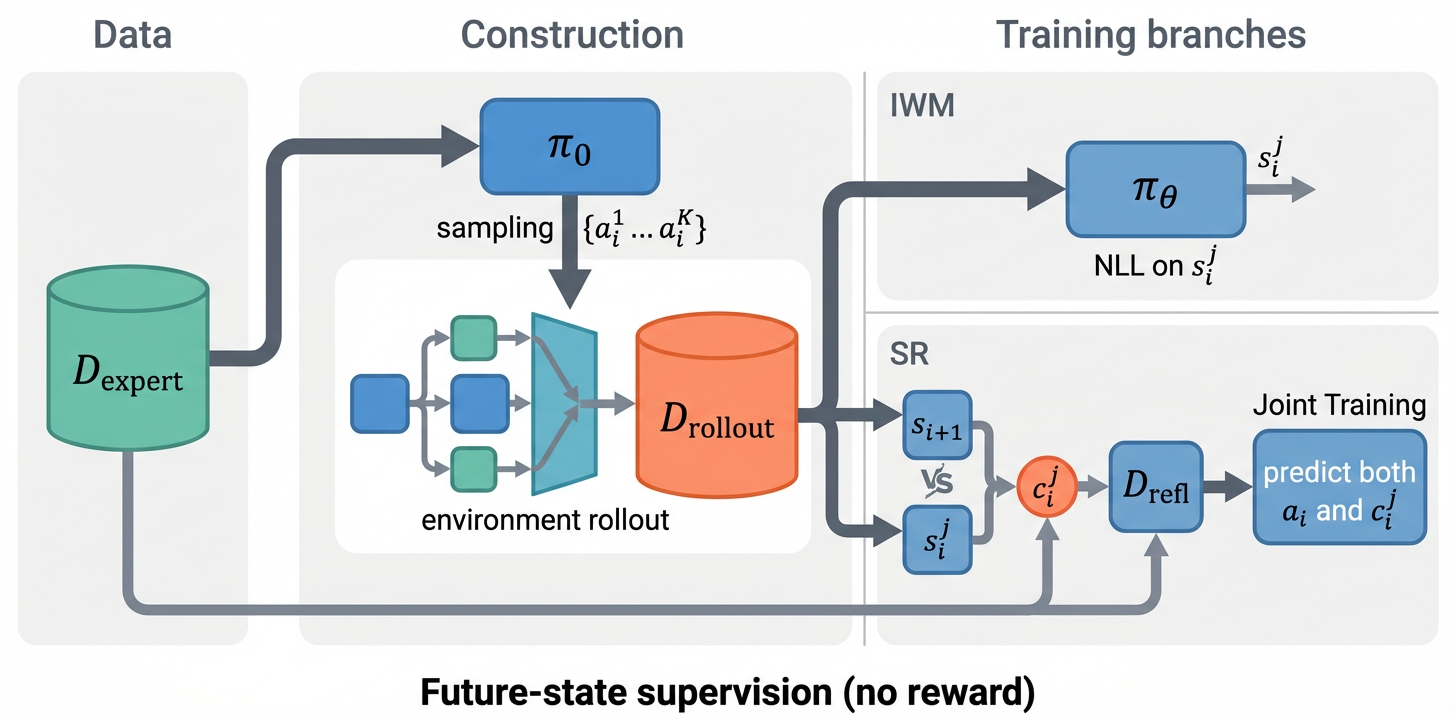 Data
Construction
Training branches
D_expert
π_0
sampling {a_i^1 ... a_i^K}
environment rollout
D_rollout
IWM
π_θ
s_i^j
NLL on s_i^j
SR
s_{i+1}
VS
s_i^j
c_i^j
D_refl
Joint Training
predict both
a_i and c_i^j
Future-state supervision (no reward)